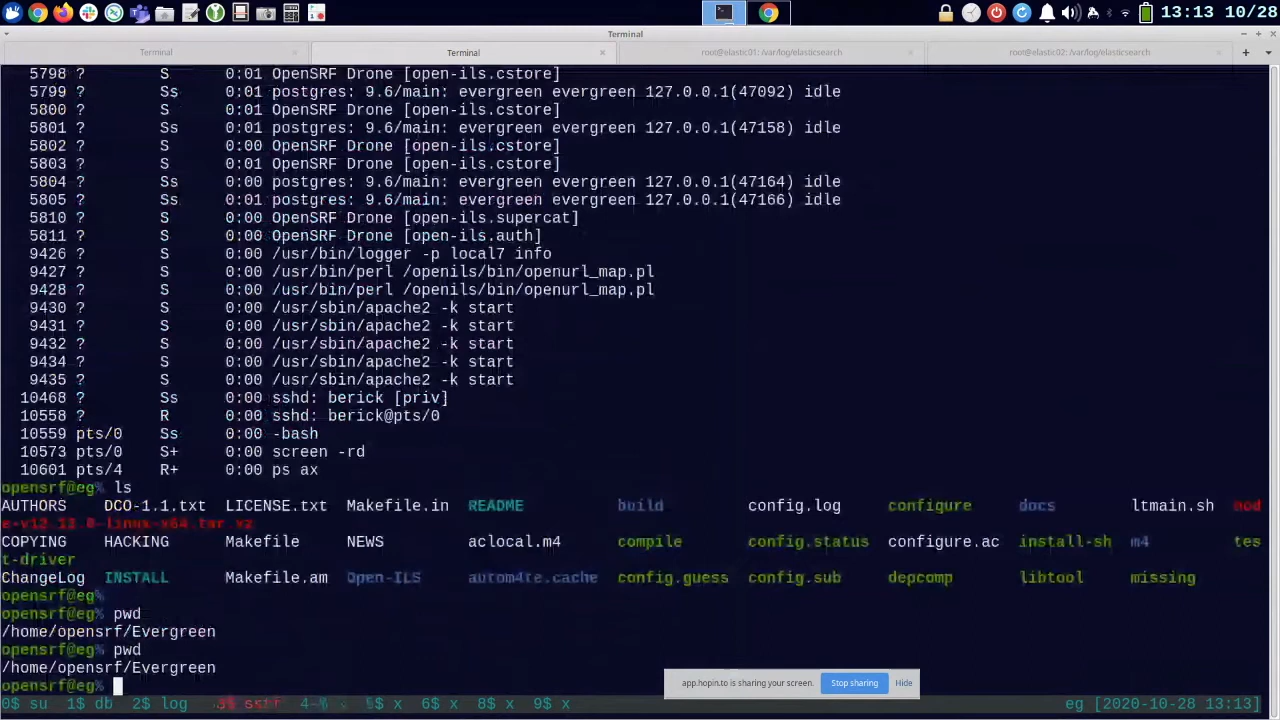 13:13 10/28
Terminal
Terminal
Terminal
root@elastic01: /var/log/elasticsearch
root@elastic02: /var/log/elasticsearch
5798 ? S 0:01 OpenSRF Drone [open-ils.cstore]
5799 ? Ss 0:01 postgres: 9.6/main: evergreen evergreen 127.0.0.1(47092) idle
5800 ? S 0:01 OpenSRF Drone [open-ils.cstore]
5801 ? Ss 0:01 postgres: 9.6/main: evergreen evergreen 127.0.0.1(47158) idle
5802 ? S 0:00 OpenSRF Drone [open-ils.cstore]
5803 ? S 0:01 OpenSRF Drone [open-ils.cstore]
5804 ? Ss 0:00 postgres: 9.6/main: evergreen evergreen 127.0.0.1(47164) idle
5805 ? Ss 0:01 postgres: 9.6/main: evergreen evergreen 127.0.0.1(47166) idle
5810 ? S 0:00 OpenSRF Drone [open-ils.supercat]
5811 ? S 0:00 OpenSRF Drone [open-ils.auth]
9426 ? S 0:00 /usr/bin/logger -p local7 info
9427 ? S 0:00 /usr/bin/perl /openils/bin/openurl_map.pl
9428 ? S 0:00 /usr/bin/perl /openils/bin/openurl_map.pl
9430 ? S 0:00 /usr/sbin/apache2 -k start
9431 ? S 0:00 /usr/sbin/apache2 -k start
9432 ? S 0:00 /usr/sbin/apache2 -k start
9434 ? S 0:00 /usr/sbin/apache2 -k start
9435 ? S 0:00 /usr/sbin/apache2 -k start
10468 ? Ss 0:00 sshd: berick [priv]
10558 ? R 0:00 sshd: berick@pts/0
10559 pts/0 Ss 0:00 -bash
10573 pts/0 S+ 0:00 screen -rd
10601 pts/4 R+ 0:00 ps ax
opensrf@eg% ls
AUTHORS DCO-1.1.txt LICENSE.txt Makefile.in README build config.log configure docs ltmain.sh nod
e-v12.13.0-linux-x64.tar.xz
COPYING HACKING Makefile NEWS aclocal.m4 compile config.status configure.ac install-sh m4 tes
t-driver
ChangeLog INSTALL Makefile.am Open-ILS autom4te.cache config.guess config.sub depcomp libtool missing
opensrf@eg%
opensrf@eg% pwd
/home/opensrf/Evergreen
opensrf@eg% pwd
/home/opensrf/Evergreen
opensrf@eg%
app.hopin.to is sharing your screen. Stop sharing Hide
0$ su 1$ db 2$ log 5$ x 6$ x 8$ x 9$ x eg [2020-10-28 13:13]